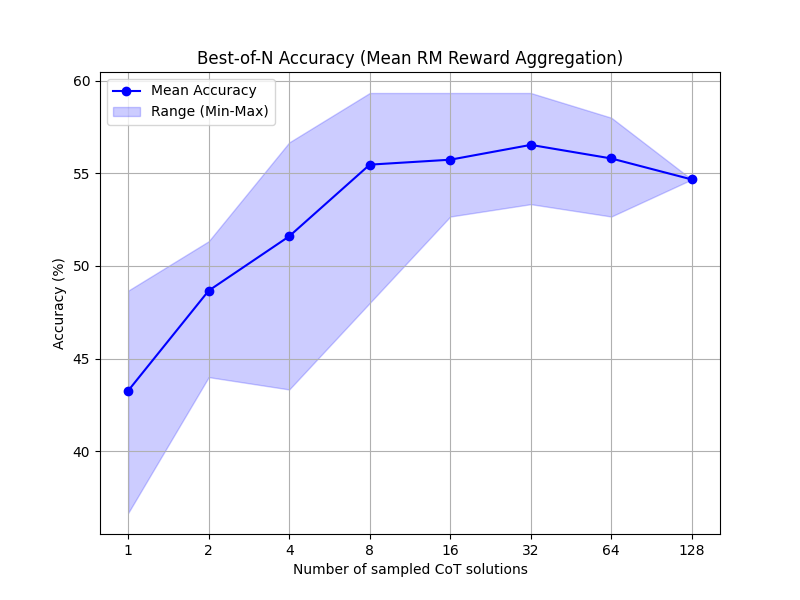 Best-of-N Accuracy (Mean RM Reward Aggregation)
Mean Accuracy
Range (Min-Max)
Accuracy (%)
60
55
50
45
40
1 2 4 8 16 32 64 128
Number of sampled CoT solutions